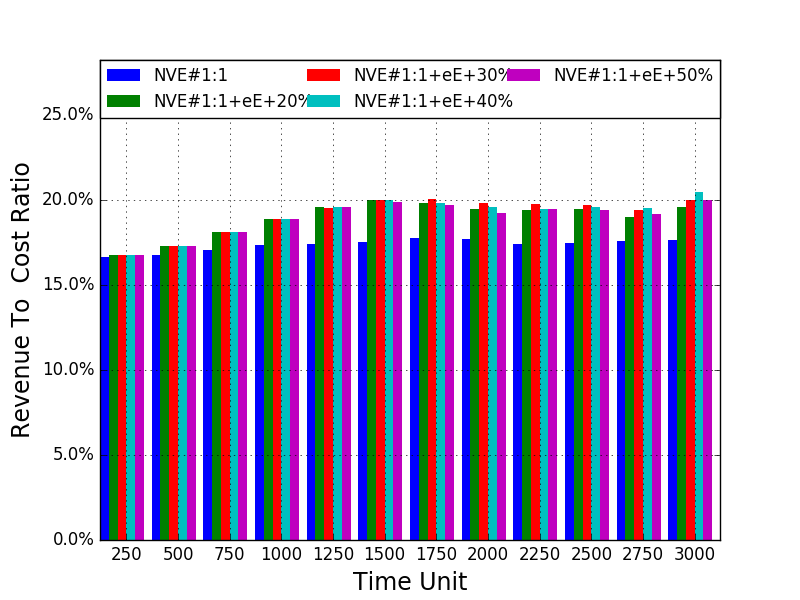 NVE#1:1 NVE#1:1+eE+30% NVE#1:1+eE+50%
NVE#1:1+eE+20% NVE#1:1+eE+40%
25.0%
20.0%
15.0%
10.0%
5.0%
0.0%
Revenue To Cost Ratio
250 500 750 1000 1250 1500 1750 2000 2250 2500 2750 3000
Time Unit